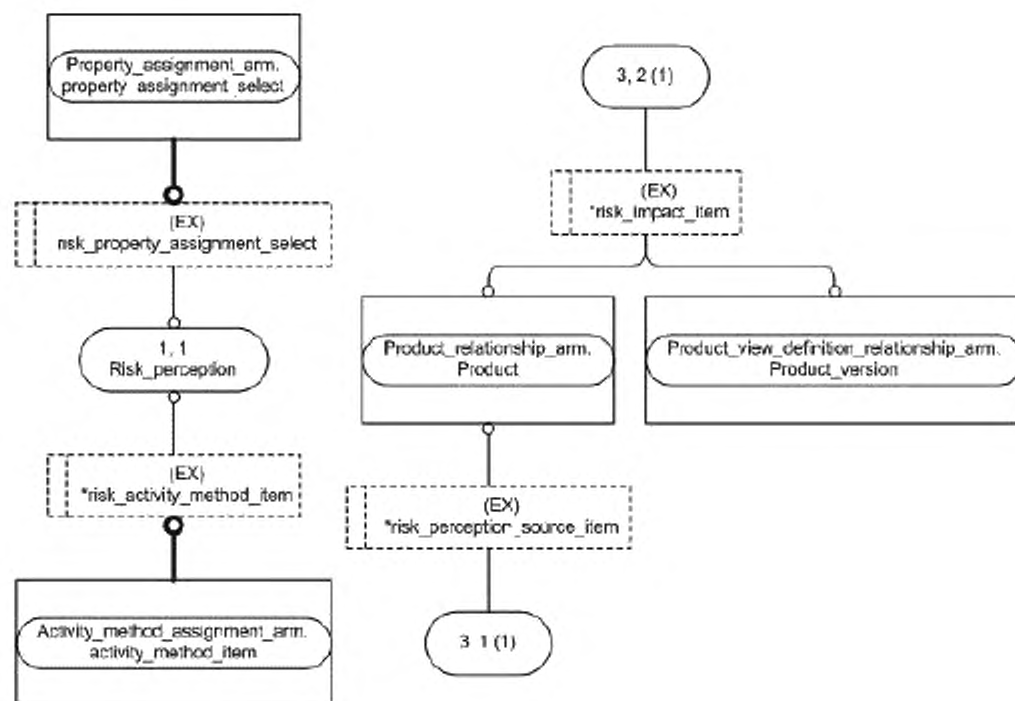 Property_assignment_arm.
property_assignment_select
(EX)
risk_property_assignment_select
1, 1
Risk_perception
(EX)
*risk_activity_method_item
Activity_method_assignment_arm.
activity_method_item
3, 2 (1)
(EX)
*risk_impact_item
Product_relationship_arm.
Product
Product_view_definition_relationship_arm.
Product_version
(EX)
*risk_perception_source_item
3 1 (1)